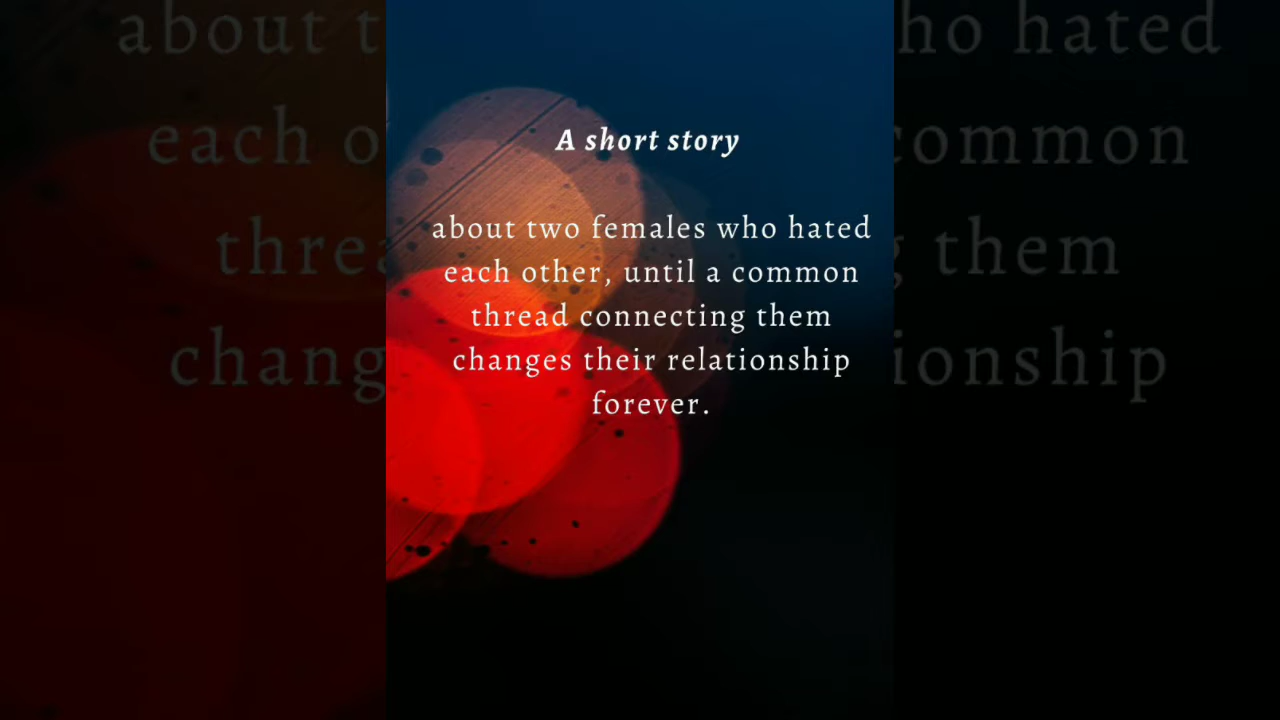 A short story
about two females who hated
each other, until a common
thread connecting them
changes their relationship
forever.